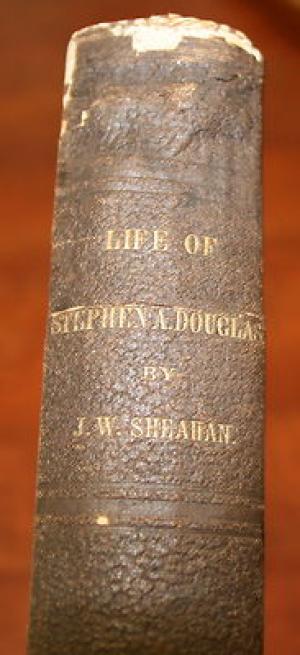 LIFE OF
STEPHEN A. DOUGLAS
BY
J. W. SHEAHAN.